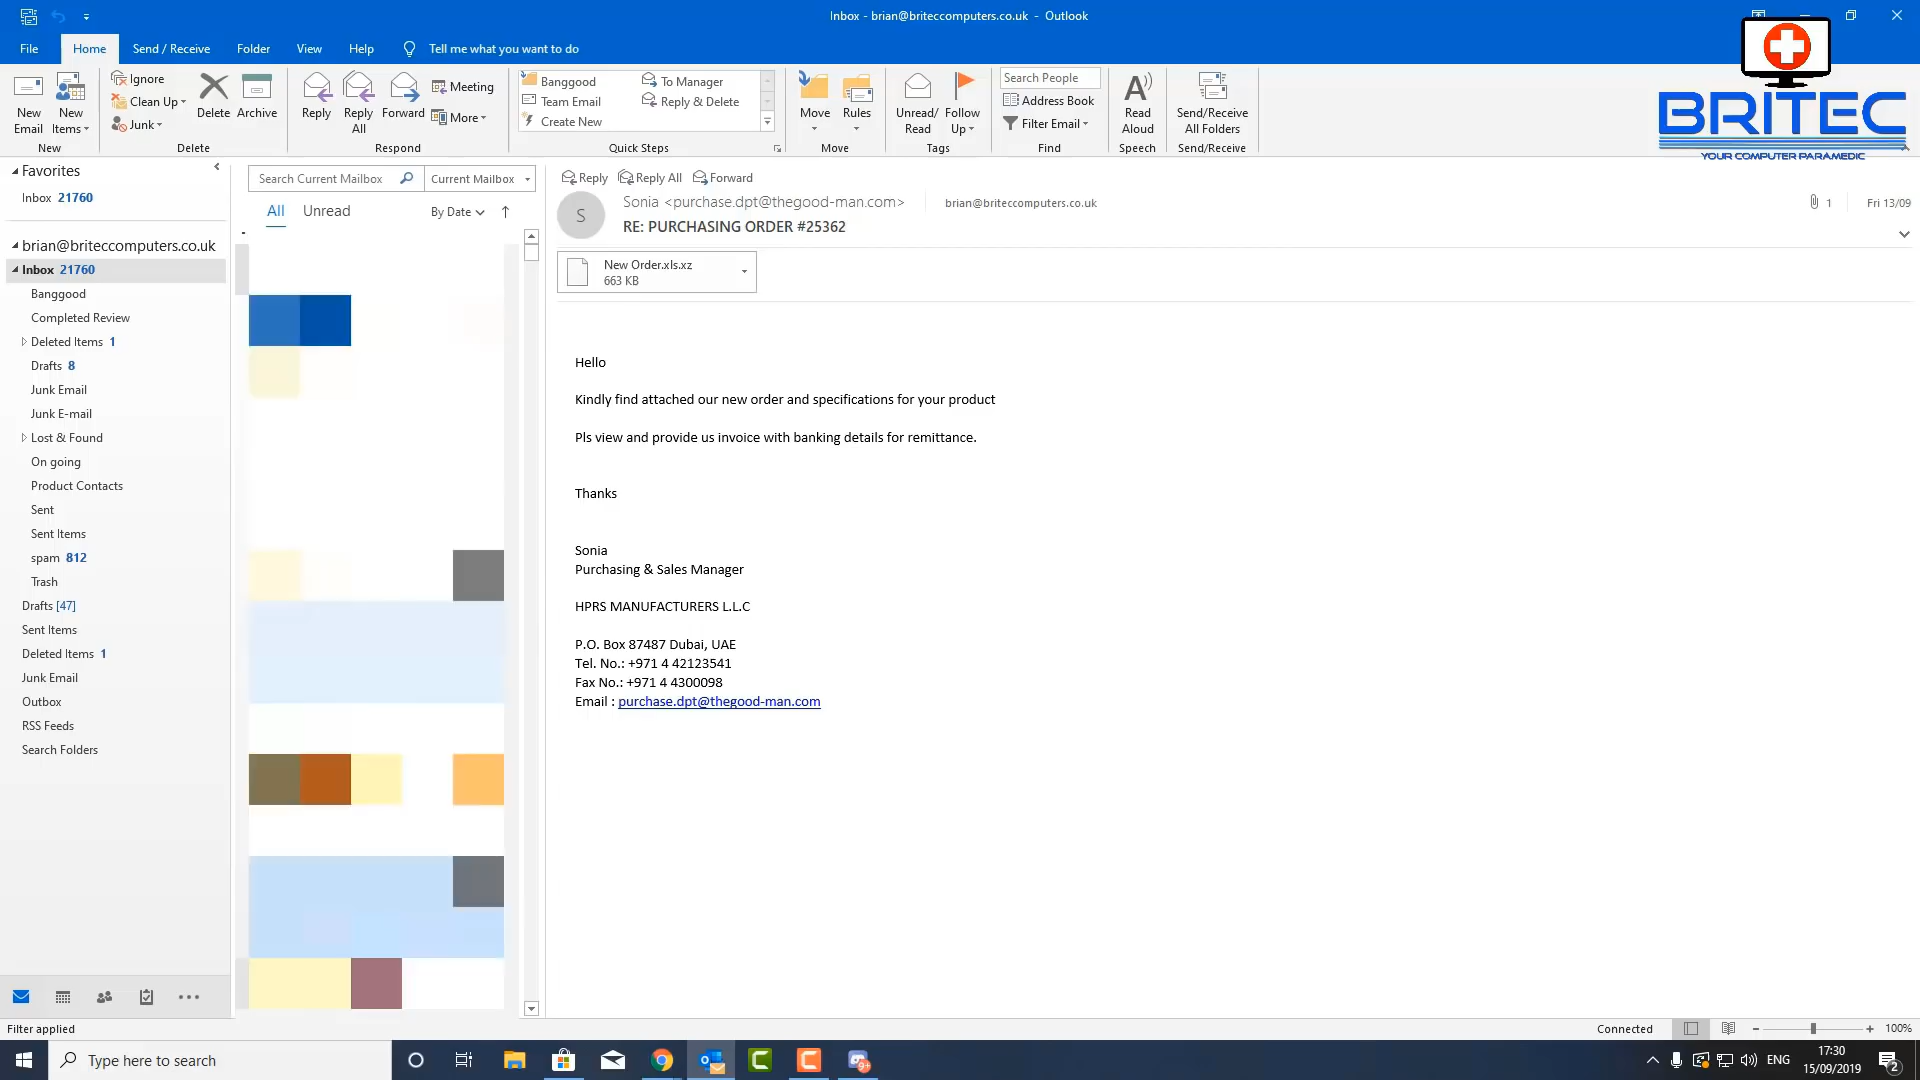 Inbox - brian@briteccomputers.co.uk - Outlook
File Home Send / Receive Folder View Help Tell me what you want to do
New Email
New Items
New
Ignore
Clean Up
Junk
Delete
Archive
Delete
Reply
Reply All
Forward
Meeting
More
Respond
Banggood
Team Email
Create New
To Manager
Reply & Delete
Quick Steps
Move
Rules
Move
Unread/ Read
Follow Up
Tags
Search People
Address Book
Filter Email
Find
Read Aloud
Speech
Send/Receive All Folders
Send/Receive
BRITEC
YOUR COMPUTER PARAMEDIC
Favorites
Inbox 21760
brian@briteccomputers.co.uk
Inbox 21760
Banggood
Completed Review
Deleted Items 1
Drafts 8
Junk Email
Junk E-mail
Lost & Found
On going
Product Contacts
Sent
Sent Items
spam 812
Trash
Drafts [47]
Sent Items
Deleted Items 1
Junk Email
Outbox
RSS Feeds
Search Folders
Search Current Mailbox Current Mailbox
All Unread By Date
Reply Reply All Forward
S
Sonia <purchase.dpt@thegood-man.com> brian@briteccomputers.co.uk 1 Fri 13/09
RE: PURCHASING ORDER #25362
New Order.xls.xz
663 KB
Hello
Kindly find attached our new order and specifications for your product
Pls view and provide us invoice with banking details for remittance.
Thanks
Sonia
Purchasing & Sales Manager
HPRS MANUFACTURERS L.L.C
P.O. Box 87487 Dubai, UAE
Tel. No.: +971 4 42123541
Fax No.: +971 4 4300098
Email : purchase.dpt@thegood-man.com
Filter applied
Connected
100%
Type here to search
9+
ENG
17:30
15/09/2019
2